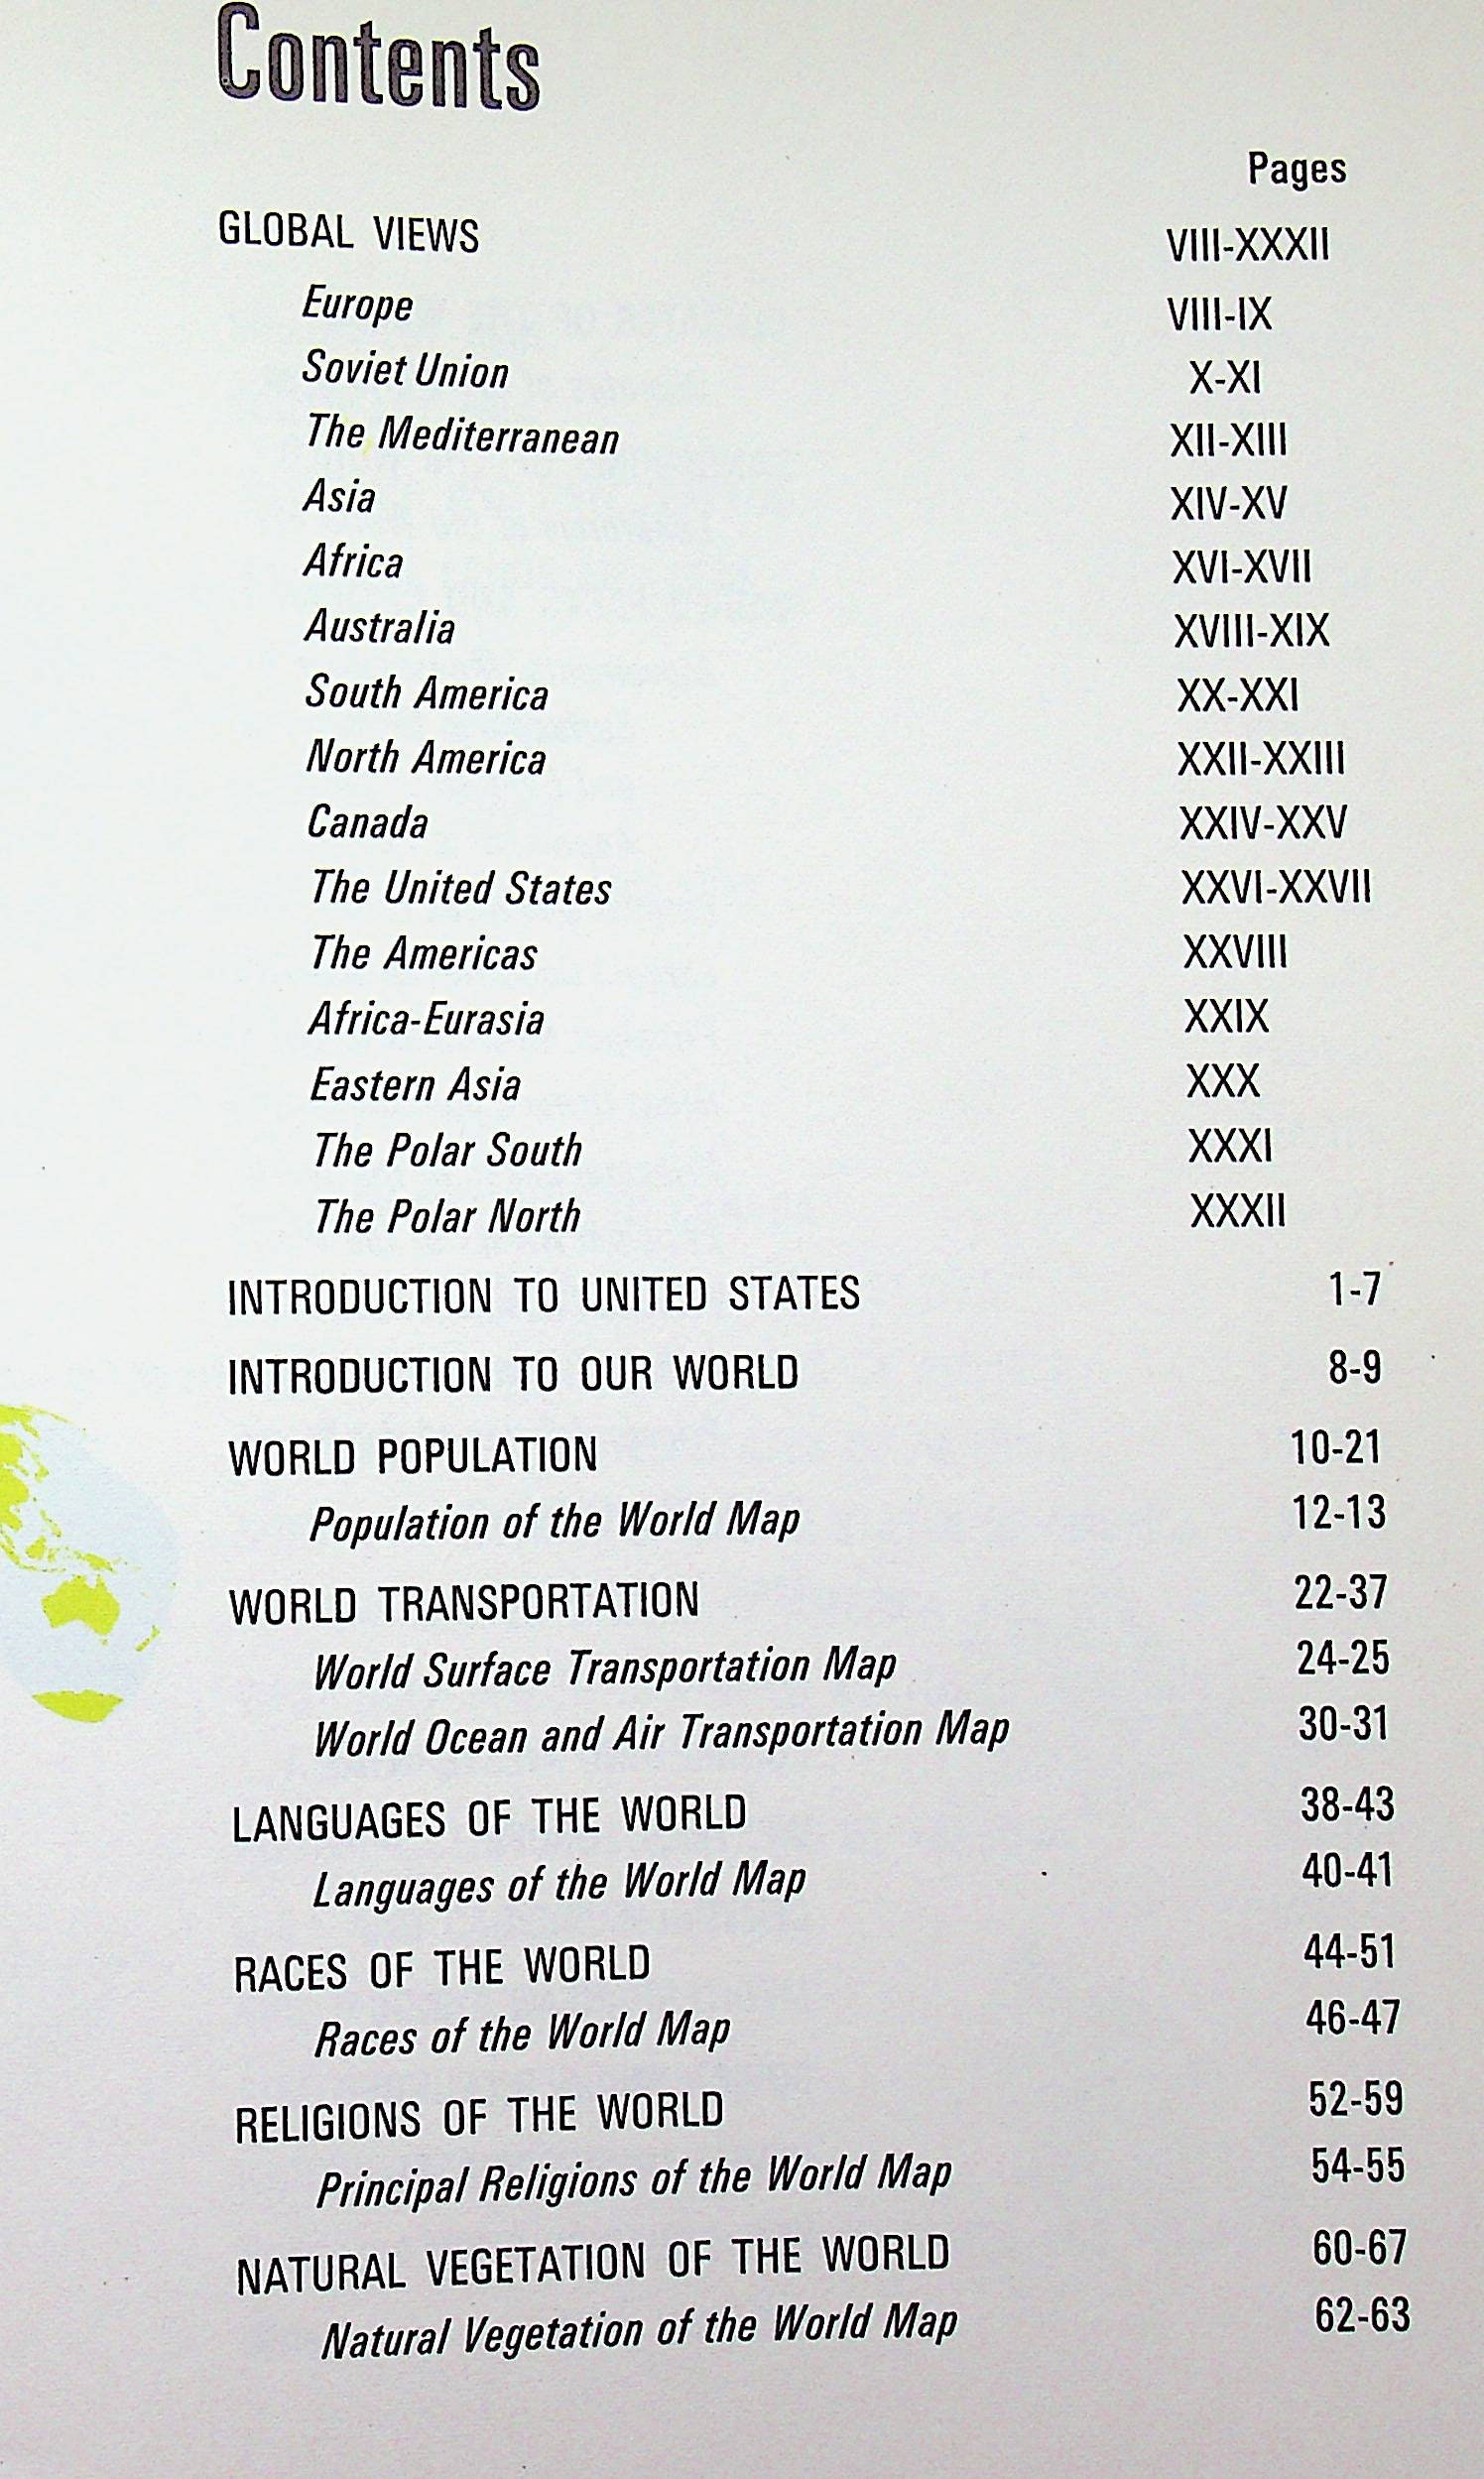 Contents
Pages
GLOBAL VIEWS VIII-XXXII
Europe VIII-IX
Soviet Union X-XI
The Mediterranean XII-XIII
Asia XIV-XV
Africa XVI-XVII
Australia XVIII-XIX
South America XX-XXI
North America XXII-XXIII
Canada XXIV-XXV
The United States XXVI-XXVII
The Americas XXVIII
Africa-Eurasia XXIX
Eastern Asia XXX
The Polar South XXXI
The Polar North XXXII
INTRODUCTION TO UNITED STATES 1-7
INTRODUCTION TO OUR WORLD 8-9
WORLD POPULATION 10-21
Population of the World Map 12-13
WORLD TRANSPORTATION 22-37
World Surface Transportation Map 24-25
World Ocean and Air Transportation Map 30-31
LANGUAGES OF THE WORLD 38-43
Languages of the World Map 40-41
RACES OF THE WORLD 44-51
Races of the World Map 46-47
RELIGIONS OF THE WORLD 52-59
Principal Religions of the World Map 54-55
NATURAL VEGETATION OF THE WORLD 60-67
Natural Vegetation of the World Map 62-63